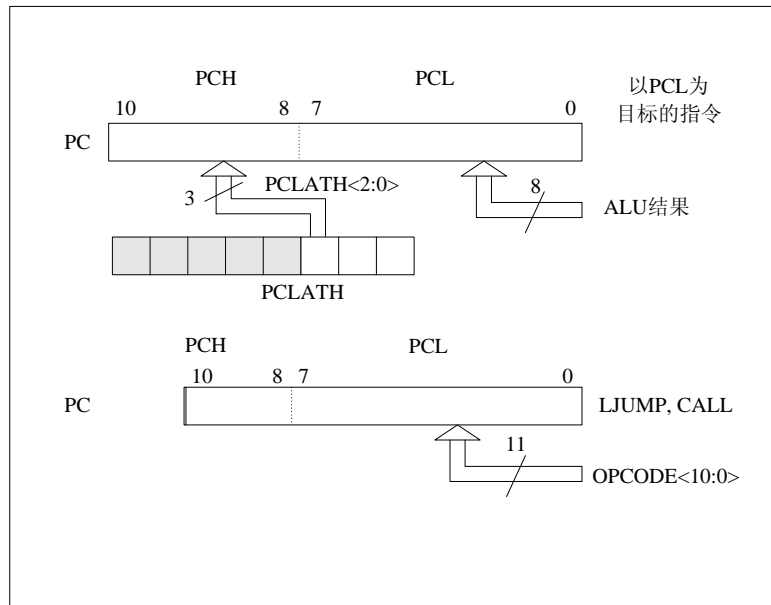 PCH PCL
10 8 7 0
以PCL为
目标的指令
PC
3 PCLATH<2:0> 8
ALU结果
PCLATH
PCH PCL
10 8 7 0
PC LJUMP, CALL
11
OPCODE<10:0>